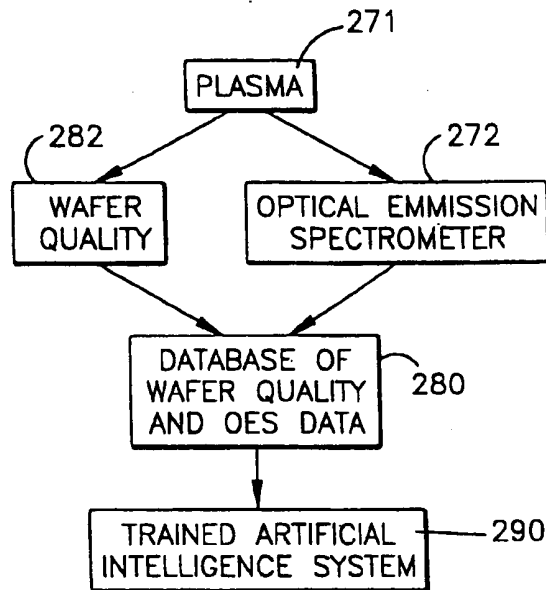 271
PLASMA
282
272
WAFER
QUALITY
OPTICAL EMMISSION
SPECTROMETER
DATABASE OF
WAFER QUALITY
AND OES DATA
280
TRAINED ARTIFICIAL
INTELLIGENCE SYSTEM
290